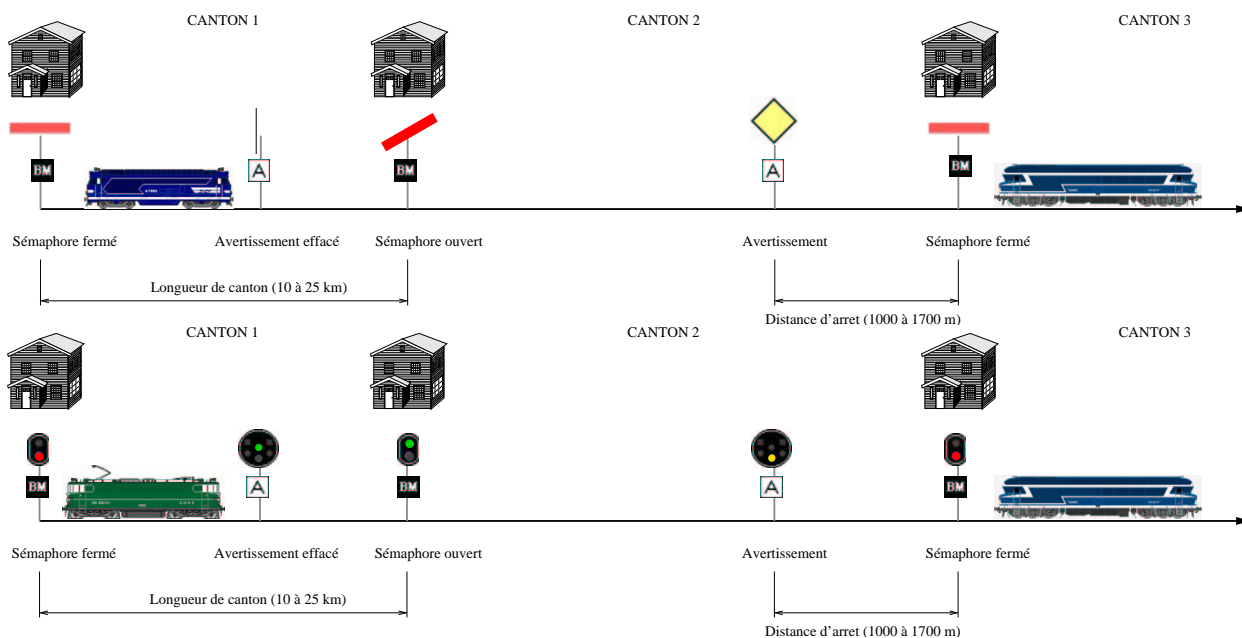 CANTON 1 CANTON 2 CANTON 3
BM A BM A BM
Sémaphore fermé Avertissement effacé Sémaphore ouvert Avertissement Sémaphore fermé
Longueur de canton (10 à 25 km)
Distance d'arret (1000 à 1700 m)
CANTON 1 CANTON 2 CANTON 3
BM A BM A BM
Sémaphore fermé Avertissement effacé Sémaphore ouvert Avertissement Sémaphore fermé
Longueur de canton (10 à 25 km)
Distance d'arret (1000 à 1700 m)